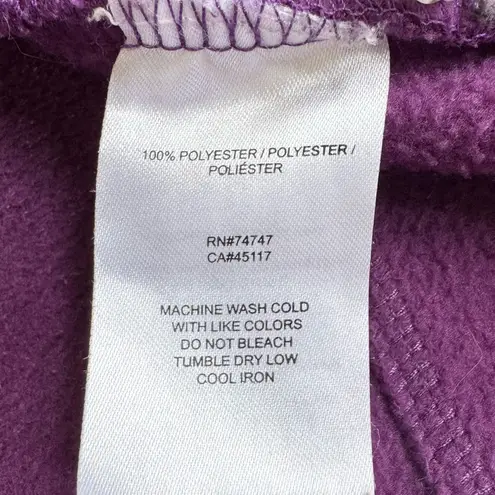 100% POLYESTER / POLYESTER /
POLIÉSTER
RN#74747
CA#45117
MACHINE WASH COLD
WITH LIKE COLORS
DO NOT BLEACH
TUMBLE DRY LOW
COOL IRON